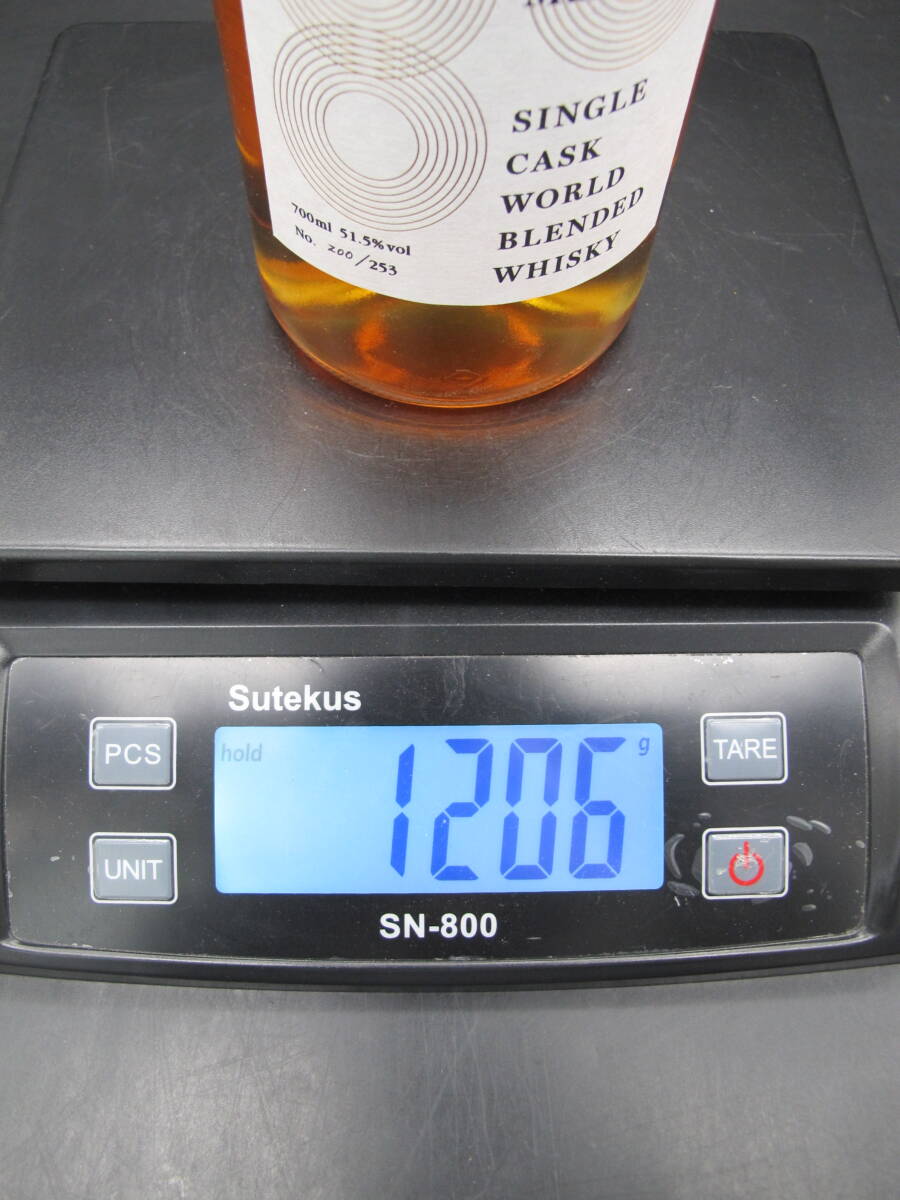 SINGLE
CASK
WORLD
BLENDED
WHISKY
700ml 51.5%vol
No. 200/253
Sutekus
PCS
hold
1206 g
TARE
UNIT
SN-800